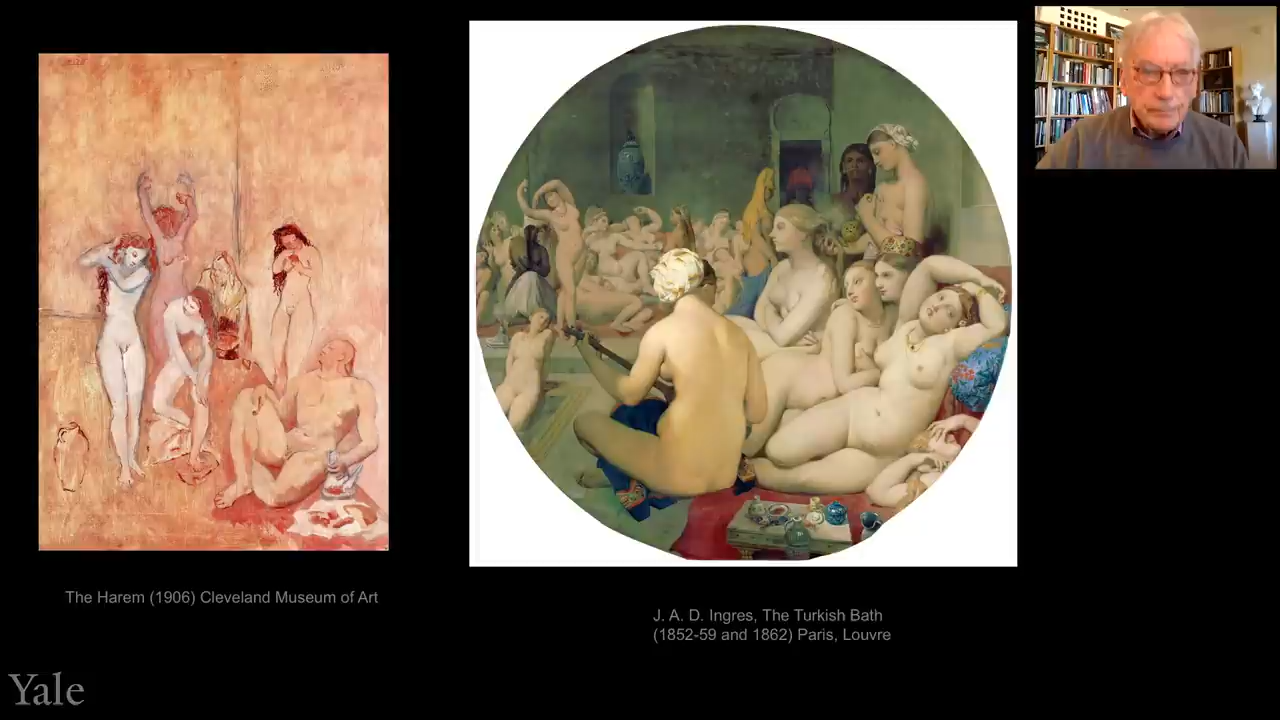 The Harem (1906) Cleveland Museum of Art
J. A. D. Ingres, The Turkish Bath
(1852-59 and 1862) Paris, Louvre
Yale